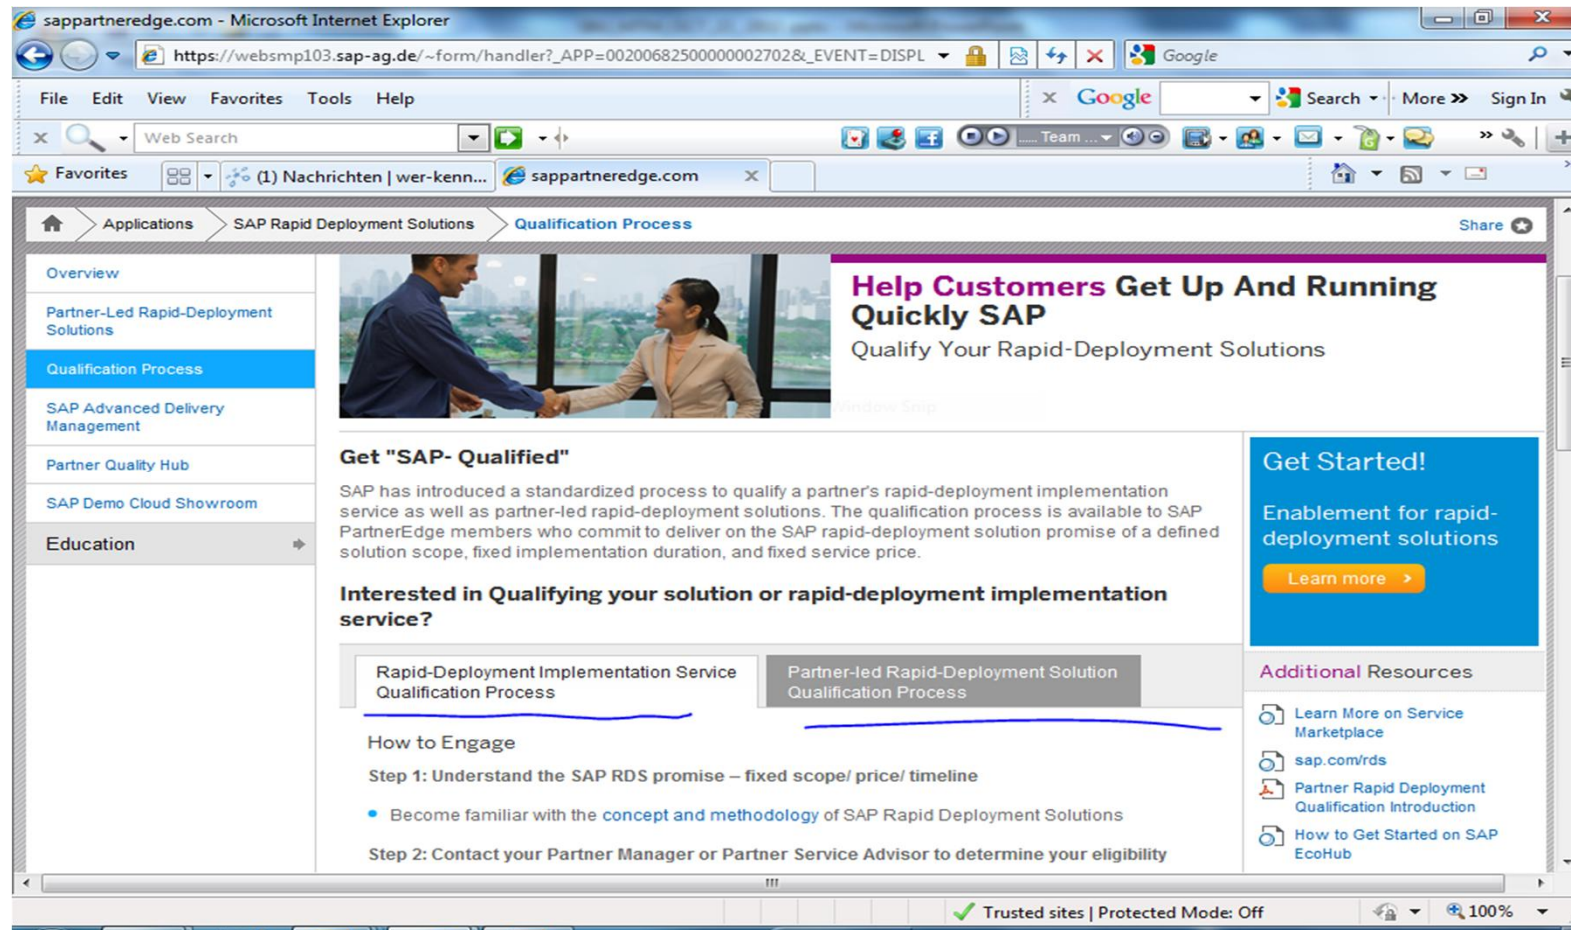 sappartneredge.com - Microsoft Internet Explorer
https://websmp103.sap-ag.de/~form/handler?_APP=00200682500000002702&_EVENT=DISPL
Google
File Edit View Favorites Tools Help
x Google Search More >> Sign In
x Web Search
Team ...
Favorites
(1) Nachrichten | wer-kenn...
sappartneredge.com x
Applications
SAP Rapid Deployment Solutions
Qualification Process
Share
Overview
Partner-Led Rapid-Deployment
Solutions
Qualification Process
SAP Advanced Delivery
Management
Partner Quality Hub
SAP Demo Cloud Showroom
Education
Help Customers Get Up And Running
Quickly SAP
Qualify Your Rapid-Deployment Solutions
Window Snip
Get "SAP- Qualified"
SAP has introduced a standardized process to qualify a partner's rapid-deployment implementation
service as well as partner-led rapid-deployment solutions. The qualification process is available to SAP
PartnerEdge members who commit to deliver on the SAP rapid-deployment solution promise of a defined
solution scope, fixed implementation duration, and fixed service price.
Interested in Qualifying your solution or rapid-deployment implementation
service?
Rapid-Deployment Implementation Service
Qualification Process
Partner-led Rapid-Deployment Solution
Qualification Process
How to Engage
Step 1: Understand the SAP RDS promise – fixed scope/ price/ timeline
• Become familiar with the concept and methodology of SAP Rapid Deployment Solutions
Step 2: Contact your Partner Manager or Partner Service Advisor to determine your eligibility
Get Started!
Enablement for rapid-
deployment solutions
Learn more >
Additional Resources
Learn More on Service
Marketplace
sap.com/rds
Partner Rapid Deployment
Qualification Introduction
How to Get Started on SAP
EcoHub
Trusted sites | Protected Mode: Off
100%